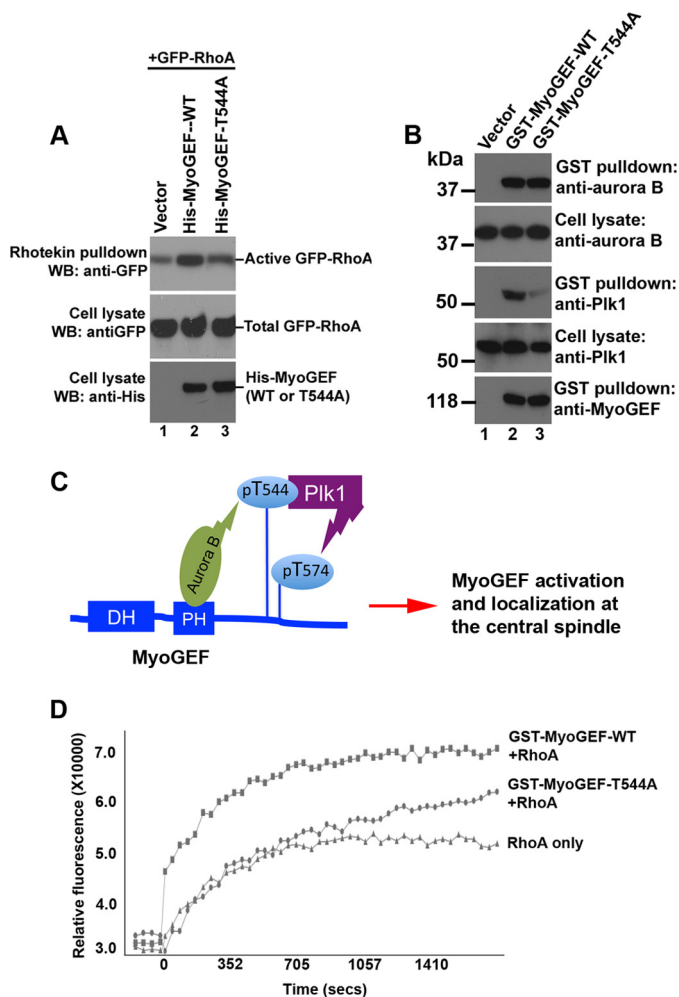 +GFP-RhoA
A
Vector
His-MyoGEF--WT
His-MyoGEF-T544A
Rhotekin pulldown
WB: anti-GFP
Active GFP-RhoA
Cell lysate
WB: antiGFP
Total GFP-RhoA
Cell lysate
WB: anti-His
His-MyoGEF
(WT or T544A)
1 2 3
B
Vector
GST-MyoGEF-WT
GST-MyoGEF-T544A
kDa
37
GST pulldown:
anti-aurora B
37
Cell lysate:
anti-aurora B
50
GST pulldown:
anti-Plk1
50
Cell lysate:
anti-Plk1
118
GST pulldown:
anti-MyoGEF
1 2 3
C
pT544
Plk1
Aurora B
pT574
DH
PH
MyoGEF
MyoGEF activation
and localization at
the central spindle
D
Relative fluorescence (X10000)
7.0
6.0
5.0
4.0
3.0
GST-MyoGEF-WT
+RhoA
GST-MyoGEF-T544A
+RhoA
RhoA only
0 352 705 1057 1410
Time (secs)